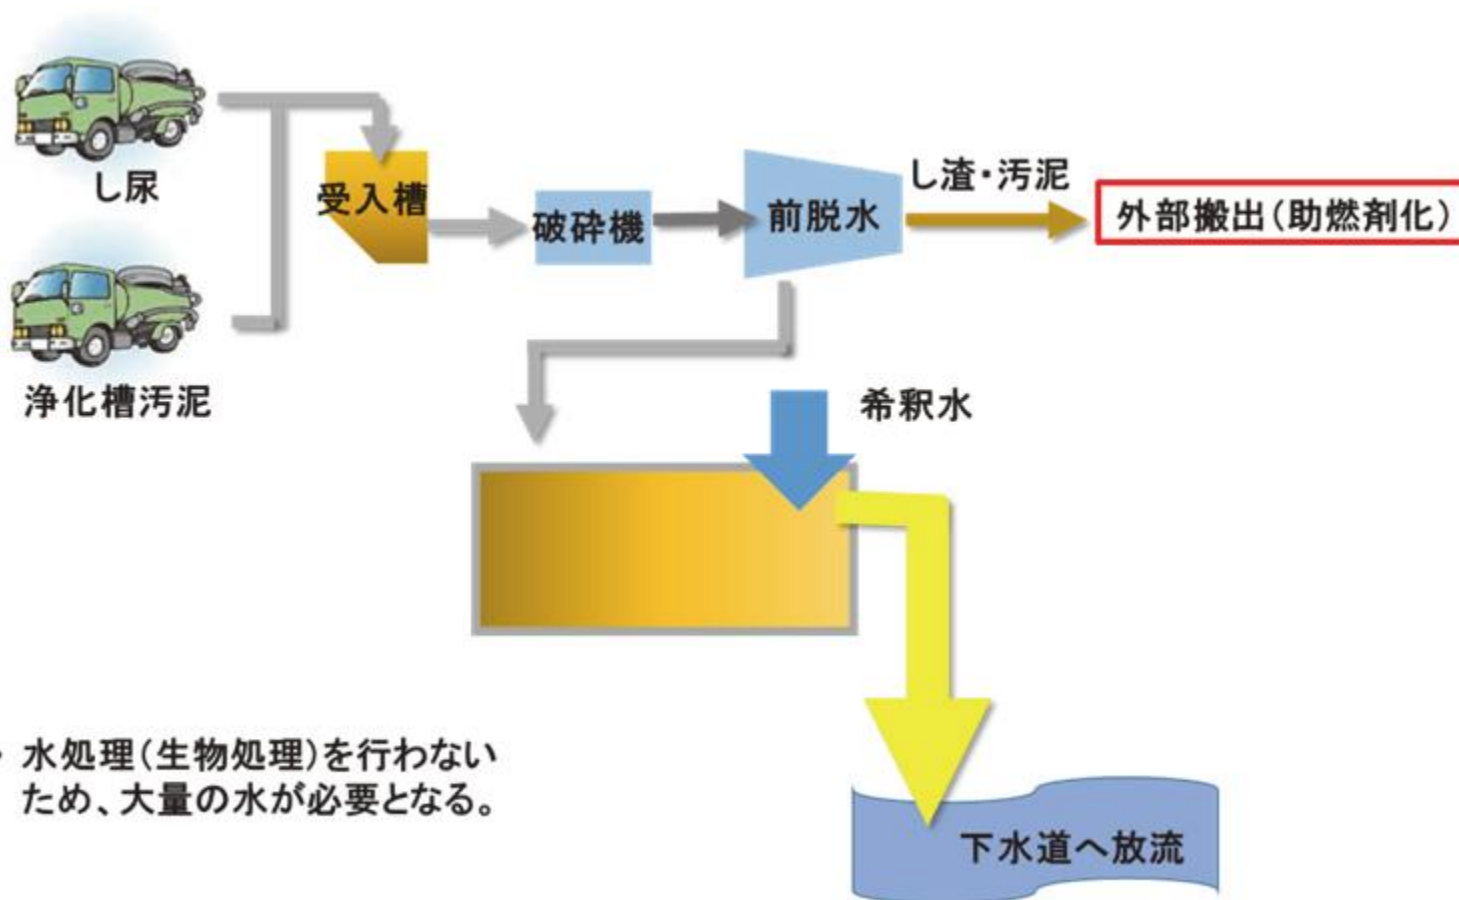 し尿
受入槽
破砕機
前脱水
し渣・汚泥
外部搬出（助燃剤化）
浄化槽汚泥
希釈水
・ 水処理（生物処理）を行わない
ため、大量の水が必要となる。
下水道へ放流